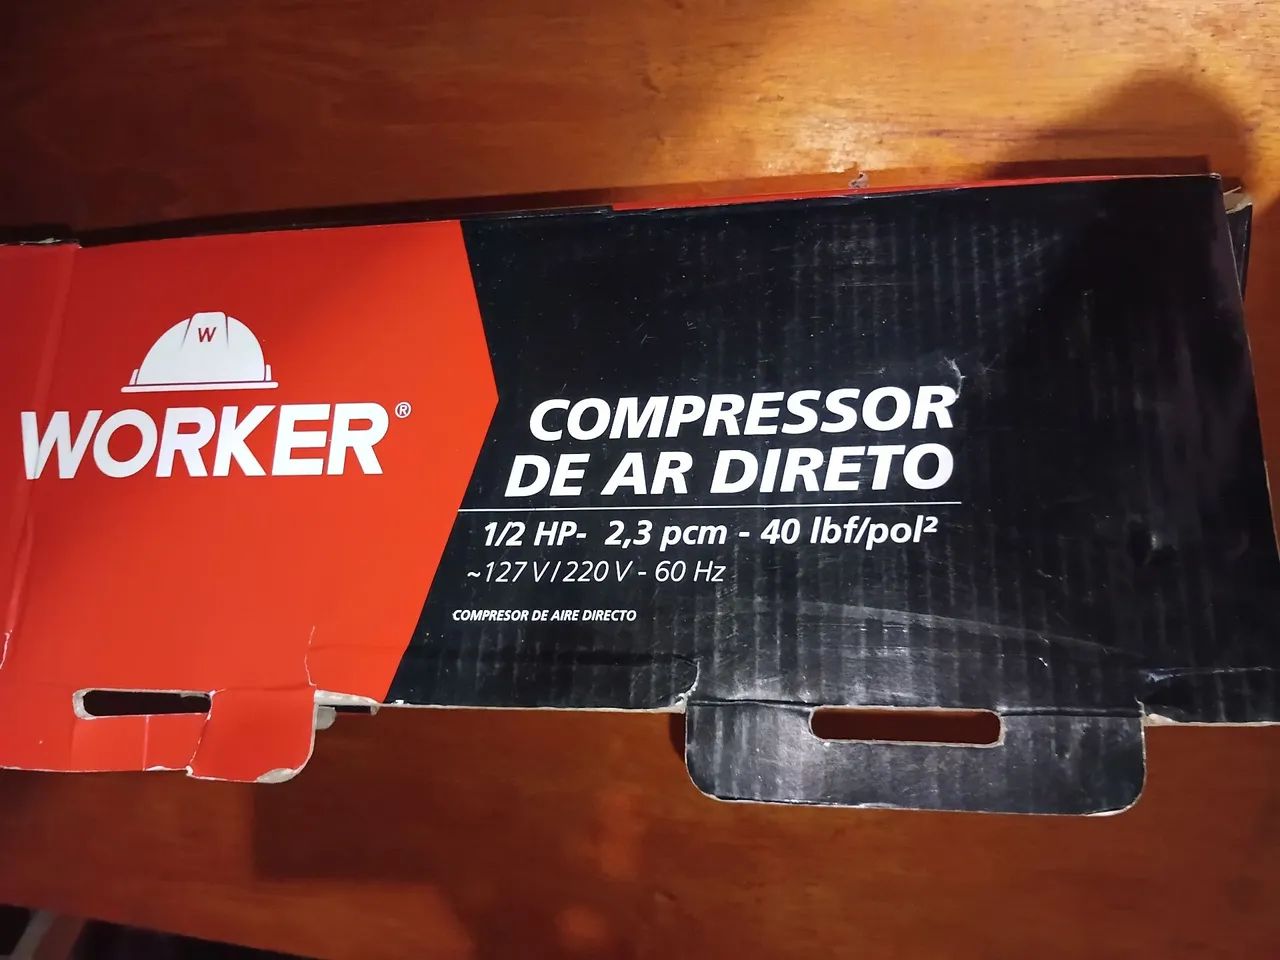 W
WORKER®
COMPRESSOR
DE AR DIRETO
1/2 HP- 2,3 pcm - 40 lbf/pol²
~127 V / 220 V - 60 Hz
COMPRESOR DE AIRE DIRECTO